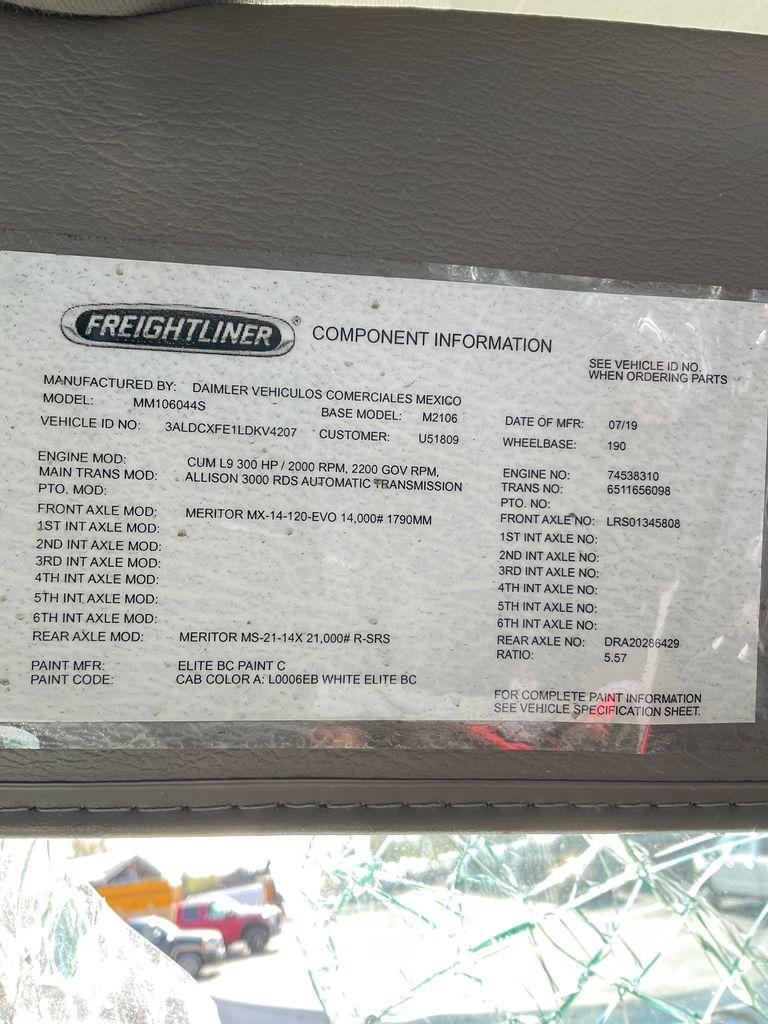 FREIGHTLINER® COMPONENT INFORMATION
SEE VEHICLE ID NO.
WHEN ORDERING PARTS
MANUFACTURED BY: DAIMLER VEHICULOS COMERCIALES MEXICO
MODEL: MM106044S BASE MODEL: M2106 DATE OF MFR: 07/19
VEHICLE ID NO: 3ALDCXFE1LDKV4207 CUSTOMER: U51809 WHEELBASE: 190
ENGINE MOD: CUM L9 300 HP / 2000 RPM, 2200 GOV RPM, ENGINE NO: 74538310
MAIN TRANS MOD: ALLISON 3000 RDS AUTOMATIC TRANSMISSION TRANS NO: 6511656098
PTO. MOD: PTO. NO:
FRONT AXLE MOD: MERITOR MX-14-120-EVO 14,000# 1790MM FRONT AXLE NO: LRS01345808
1ST INT AXLE MOD: 1ST INT AXLE NO:
2ND INT AXLE MOD: 2ND INT AXLE NO:
3RD INT AXLE MOD: 3RD INT AXLE NO:
4TH INT AXLE MOD: 4TH INT AXLE NO:
5TH INT AXLE MOD: 5TH INT AXLE NO:
6TH INT AXLE MOD: 6TH INT AXLE NO:
REAR AXLE MOD: MERITOR MS-21-14X 21,000# R-SRS REAR AXLE NO: DRA20286429
RATIO: 5.57
PAINT MFR: ELITE BC PAINT C
PAINT CODE: CAB COLOR A: L0006EB WHITE ELITE BC
FOR COMPLETE PAINT INFORMATION
SEE VEHICLE SPECIFICATION SHEET.